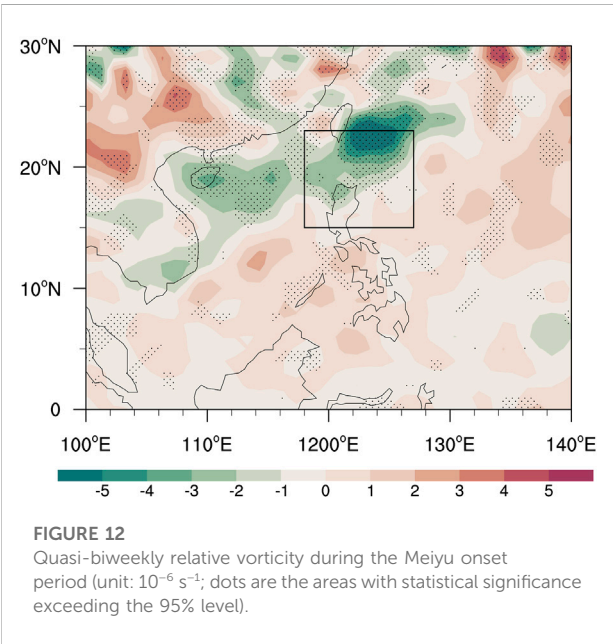 30°N
20°N
10°N
0
100°E 110°E 1200°E 130°E 140°E
-5 -4 -3 -2 -1 0 1 2 3 4 5
FIGURE 12
Quasi-biweekly relative vorticity during the Meiyu onset
period (unit: 10⁻⁶ s⁻¹; dots are the areas with statistical significance
exceeding the 95% level).